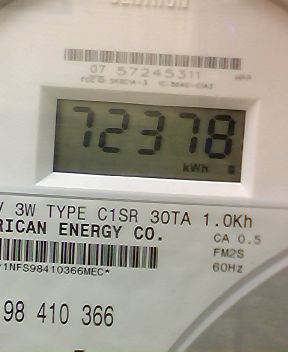 07 57245311
72378
kWh
V 3W TYPE C1SR 30TA 1.0Kh
RICAN ENERGY CO.
CA 0.5
FM2S
60Hz
1NFS98410366MEC*
98 410 366